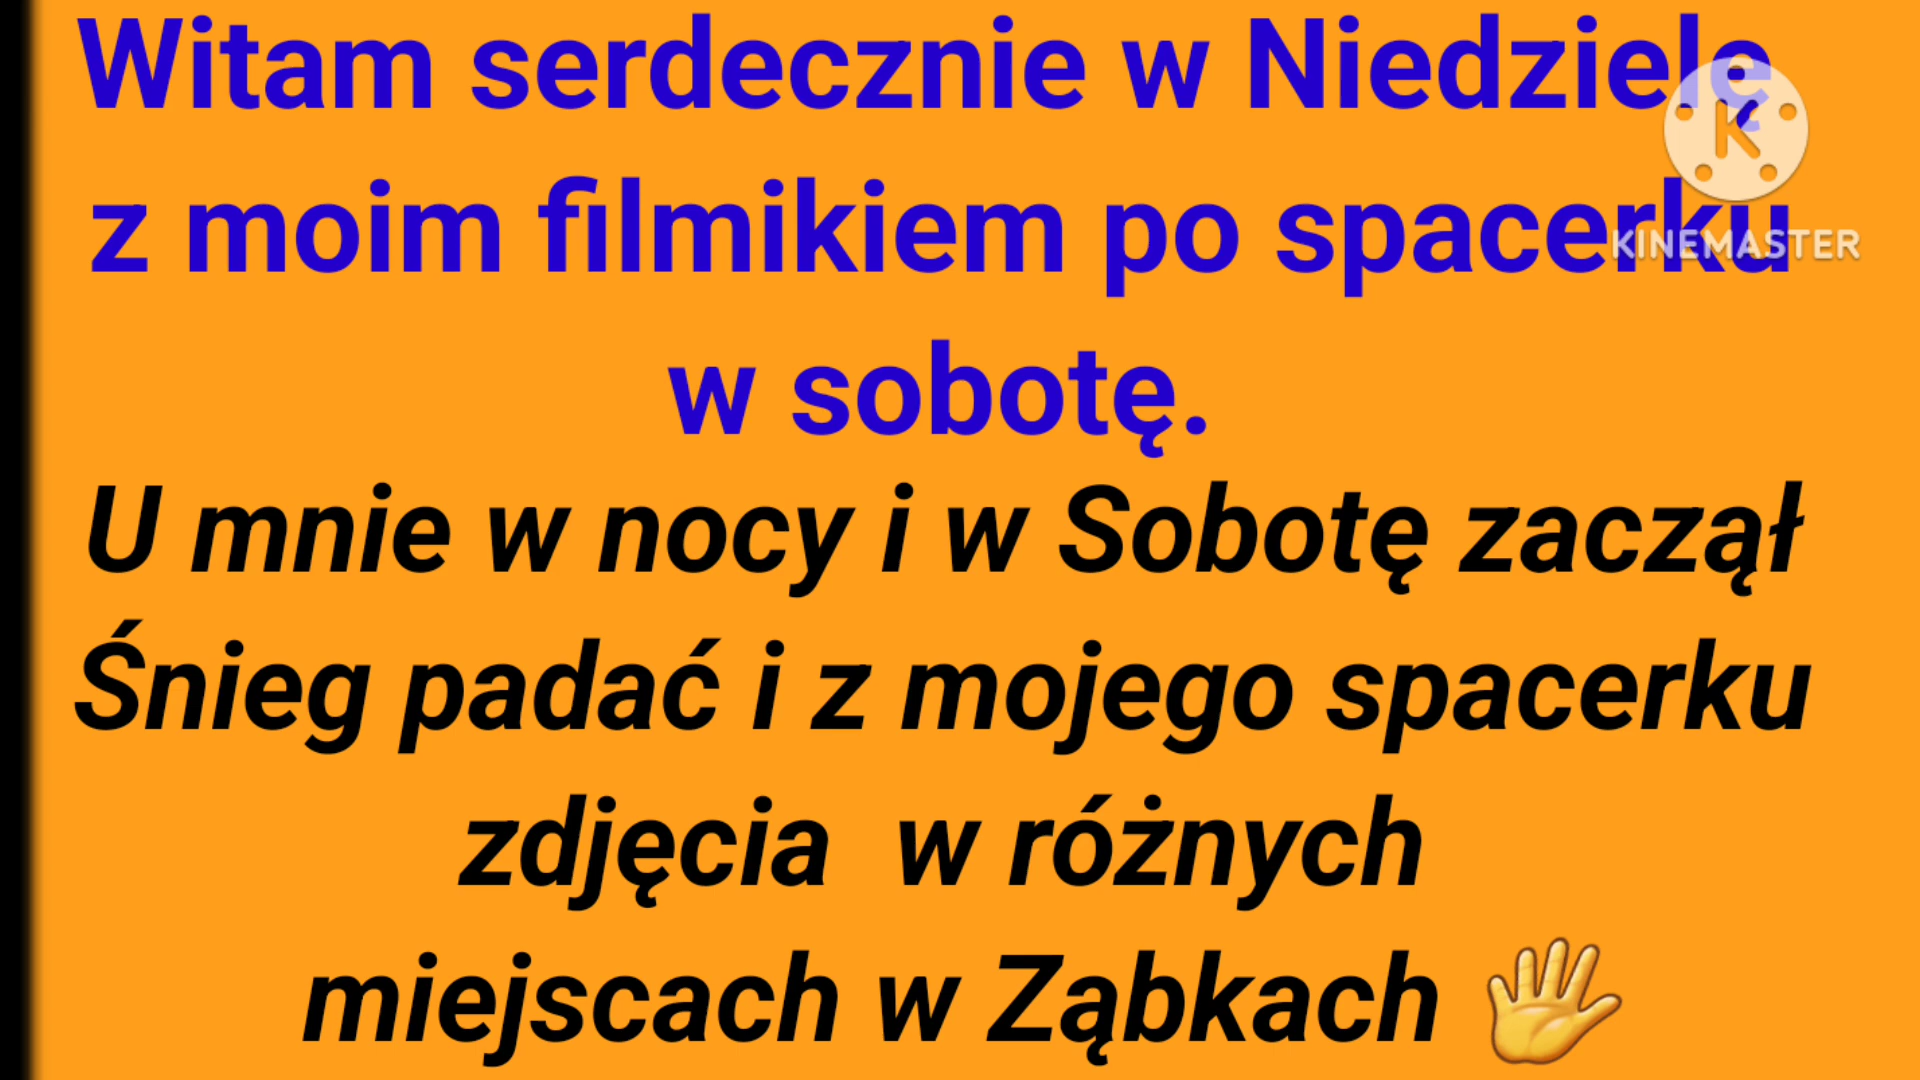 Witam serdecznie w Niedzielę
z moim filmikiem po spacerku
w sobotę.
U mnie w nocy i w Sobotę zaczął
Śnieg padać i z mojego spacerku
zdjęcia w różnych
miejscach w Ząbkach 🖐
K
KINEMASTER